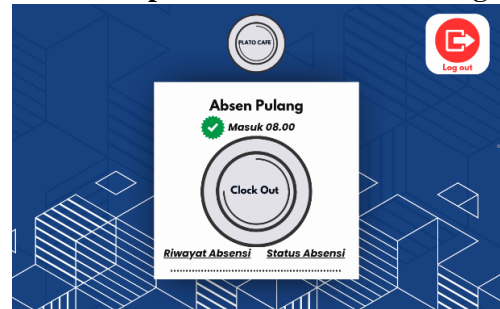 PLATO CAFE
Log out
Absen Pulang
Masuk 08.00
Clock Out
Riwayat Absensi Status Absensi